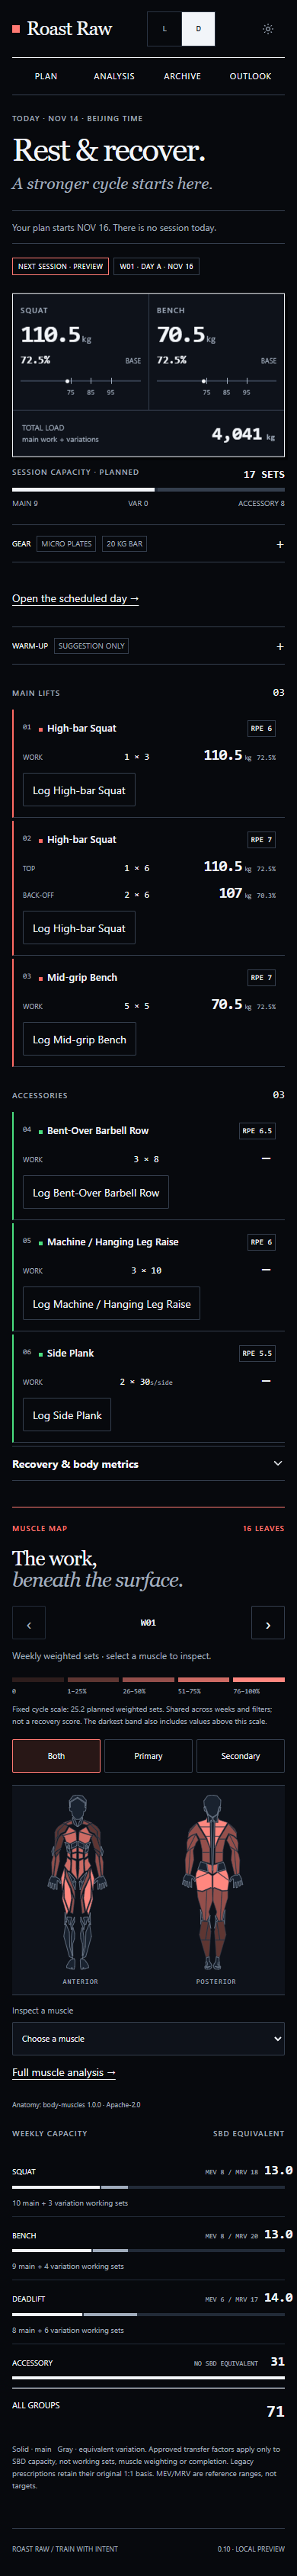 Roast Raw
L D
PLAN ANALYSIS ARCHIVE OUTLOOK
TODAY · NOV 14 · BEIJING TIME
Rest & recover.
A stronger cycle starts here.
Your plan starts NOV 16. There is no session today.
NEXT SESSION · PREVIEW W01 · DAY A · NOV 16
SQUAT BENCH
110.5 kg 70.5 kg
72.5% BASE 72.5% BASE
75 85 95 75 85 95
TOTAL LOAD
main work + variations
4,041 kg
SESSION CAPACITY · PLANNED 17 SETS
MAIN 9 VAR 0 ACCESSORY 8
GEAR MICRO PLATES 20 KG BAR +
Open the scheduled day →
WARM-UP SUGGESTION ONLY +
MAIN LIFTS 03
01 High-bar Squat RPE 6
WORK 1 × 3 110.5 kg 72.5%
Log High-bar Squat
02 High-bar Squat RPE 7
TOP 1 × 6 110.5 kg 72.5%
BACK-OFF 2 × 6 107 kg 70.3%
Log High-bar Squat
03 Mid-grip Bench RPE 7
WORK 5 × 5 70.5 kg 72.5%
Log Mid-grip Bench
ACCESSORIES 03
04 Bent-Over Barbell Row RPE 6.5
WORK 3 × 8 —
Log Bent-Over Barbell Row
05 Machine / Hanging Leg Raise RPE 6
WORK 3 × 10 —
Log Machine / Hanging Leg Raise
06 Side Plank RPE 5.5
WORK 2 × 30s/side —
Log Side Plank
Recovery & body metrics
MUSCLE MAP 16 LEAVES
The work,
beneath the surface.
‹ W01 ›
Weekly weighted sets · select a muscle to inspect.
0 1–25% 26–50% 51–75% 76–100%
Fixed cycle scale: 25.2 planned weighted sets. Shared across weeks and filters;
not a recovery score. The darkest band also includes values above this scale.
Both Primary Secondary
ANTERIOR POSTERIOR
Inspect a muscle
Choose a muscle
Full muscle analysis →
Anatomy: body-muscles 1.0.0 · Apache-2.0
WEEKLY CAPACITY SBD EQUIVALENT
SQUAT MEV 8 / MRV 18 13.0
10 main + 3 variation working sets
BENCH MEV 8 / MRV 20 13.0
9 main + 4 variation working sets
DEADLIFT MEV 6 / MRV 17 14.0
8 main + 6 variation working sets
ACCESSORY NO SBD EQUIVALENT 31
ALL GROUPS 71
Solid · main Gray · equivalent variation. Approved transfer factors apply only to
SBD capacity, not working sets, muscle weighting or completion. Legacy
prescriptions retain their original 1:1 basis. MEV/MRV are reference ranges, not
targets.
ROAST RAW / TRAIN WITH INTENT 0.10 · LOCAL PREVIEW